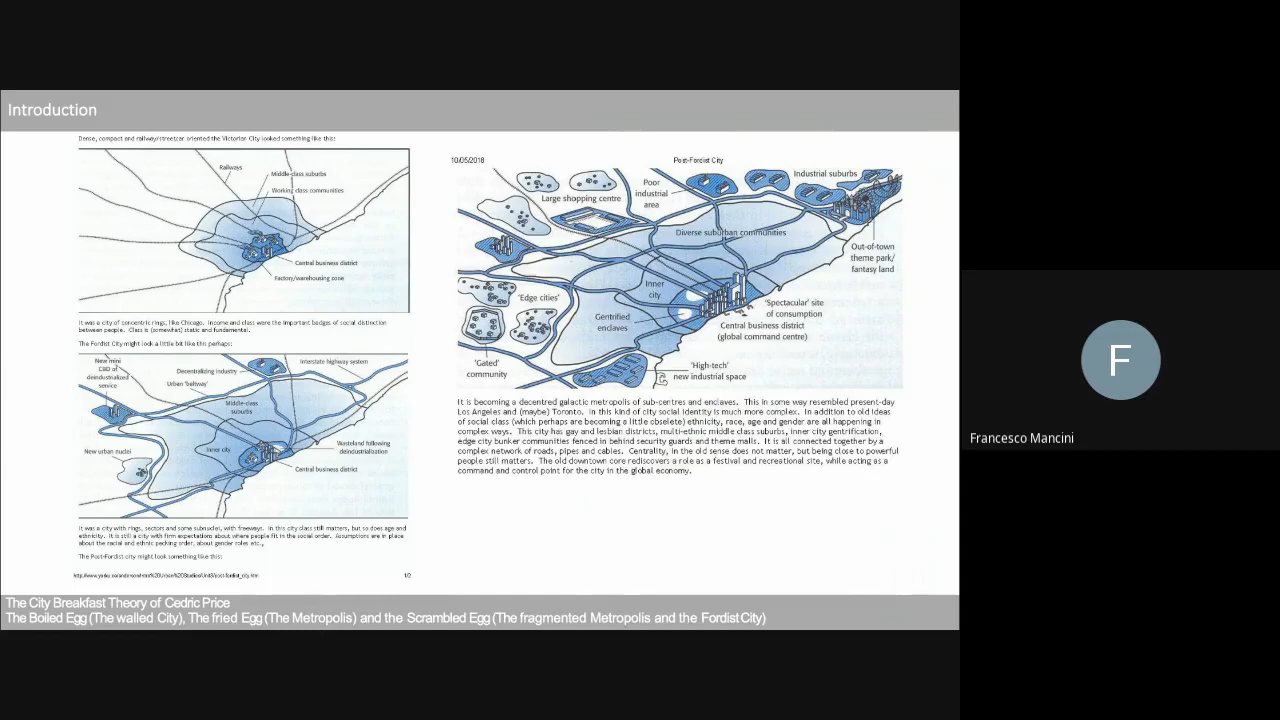 Introduction
Dense, compact and railway/streetcar oriented the Victorian City looked something like this:
Railways
Middle-class suburbs
Working class communities
Central business district
Factory/warehousing zone
It was a city of concentric rings, like Chicago. Income and class were the important badges of social distinction
between people. Class is (somewhat) static and fundamental.
The Fordist City might look a little bit like this perhaps:
New mini
CBD of
deindustrialized
service
Decentralizing industry
Interstate highway system
Urban 'beltway'
Middle-class
suburbs
Inner city
New urban nuclei
Wasteland following
deindustrialization
Central business district
It was a city with rings, sectors and some subnuclei, with freeways. In this city class still matters, but so does age and
ethnicity. It is still a city with firm expectations about where people fit in the social order. Assumptions are in place
about the racial and ethnic pecking order, about gender roles etc.,
The Post-Fordist city might look something like this:
1/2
10/05/2018
Post-Fordist City
Large shopping centre
Poor
industrial
area
Industrial suburbs
Diverse suburban communities
Out-of-town
theme park/
fantasy land
Inner
city
'Edge cities'
Gentrified
enclaves
'Spectacular' site
of consumption
Central business district
(global command centre)
'Gated'
community
'High-tech'
new industrial space
It is becoming a decentred galactic metropolis of sub-centres and enclaves. This in some way resembled present-day
Los Angeles and (maybe) Toronto. In this kind of city social identity is much more complex. In addition to old ideas
of social class (which perhaps are becoming a little obselete) ethnicity, race, age and gender are all happening in
complex ways. This city has gay and lesbian districts, multi-ethnic middle class suburbs, inner city gentrification,
edge city bunker communities fenced in behind security guards and theme malls. It is all connected together by a
complex network of roads, pipes and cables. Centrality, in the old sense does not matter, but being close to powerful
people still matters. The old downtown core rediscovers a role as a festival and recreational site, while acting as a
command and control point for the city in the global economy.
The City Breakfast Theory of Cedric Price
The Boiled Egg (The walled City), The fried Egg (The Metropolis) and the Scrambled Egg (The fragmented Metropolis and the Fordist City)
F
Francesco Mancini